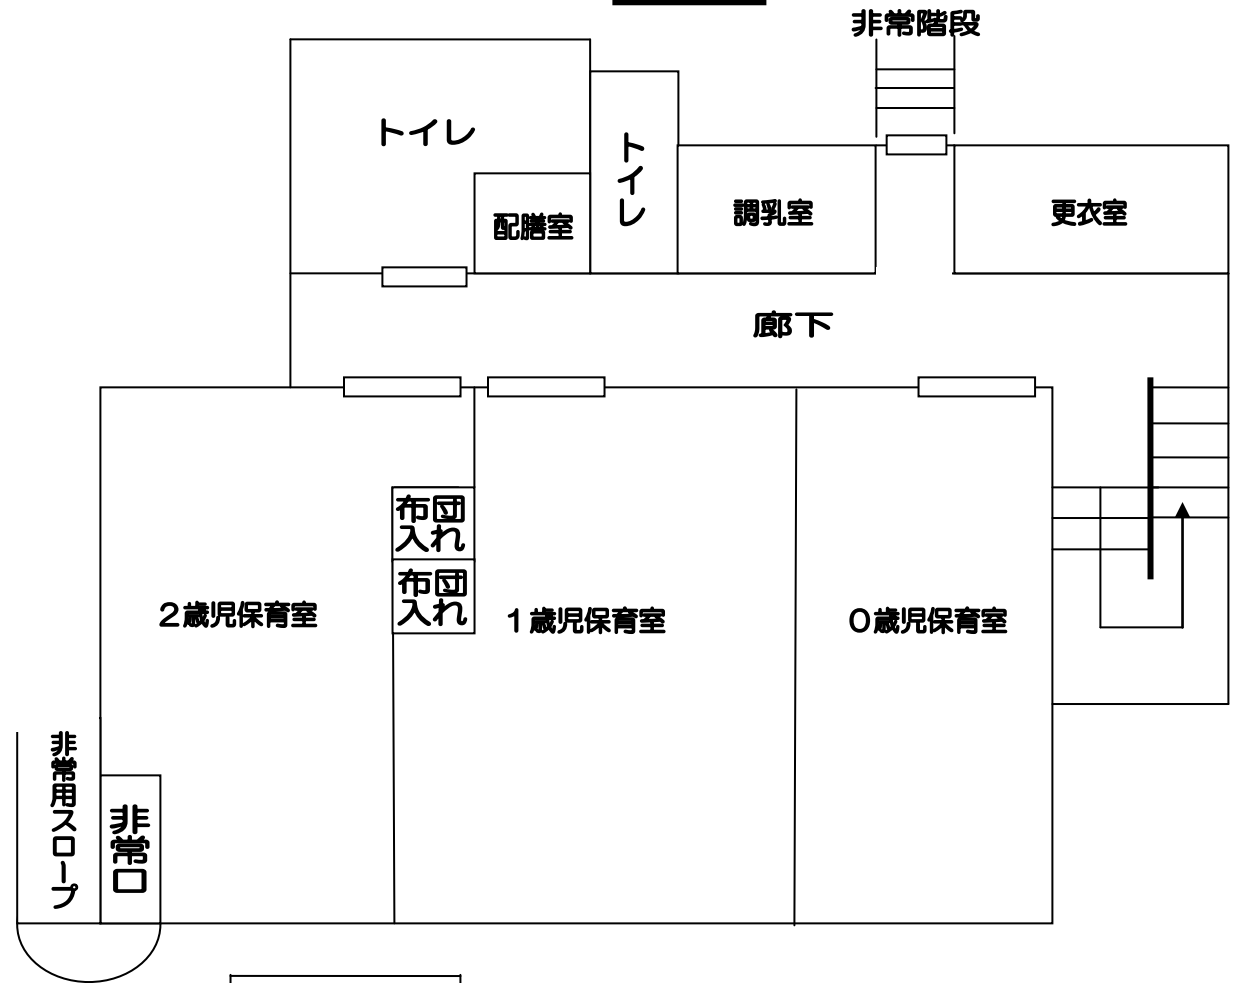 非常階段
トイレ
トイレ
配膳室
調乳室
更衣室
廊下
布団
入れ
布団
入れ
２歳児保育室
１歳児保育室
０歳児保育室
非常用スロープ
非常口